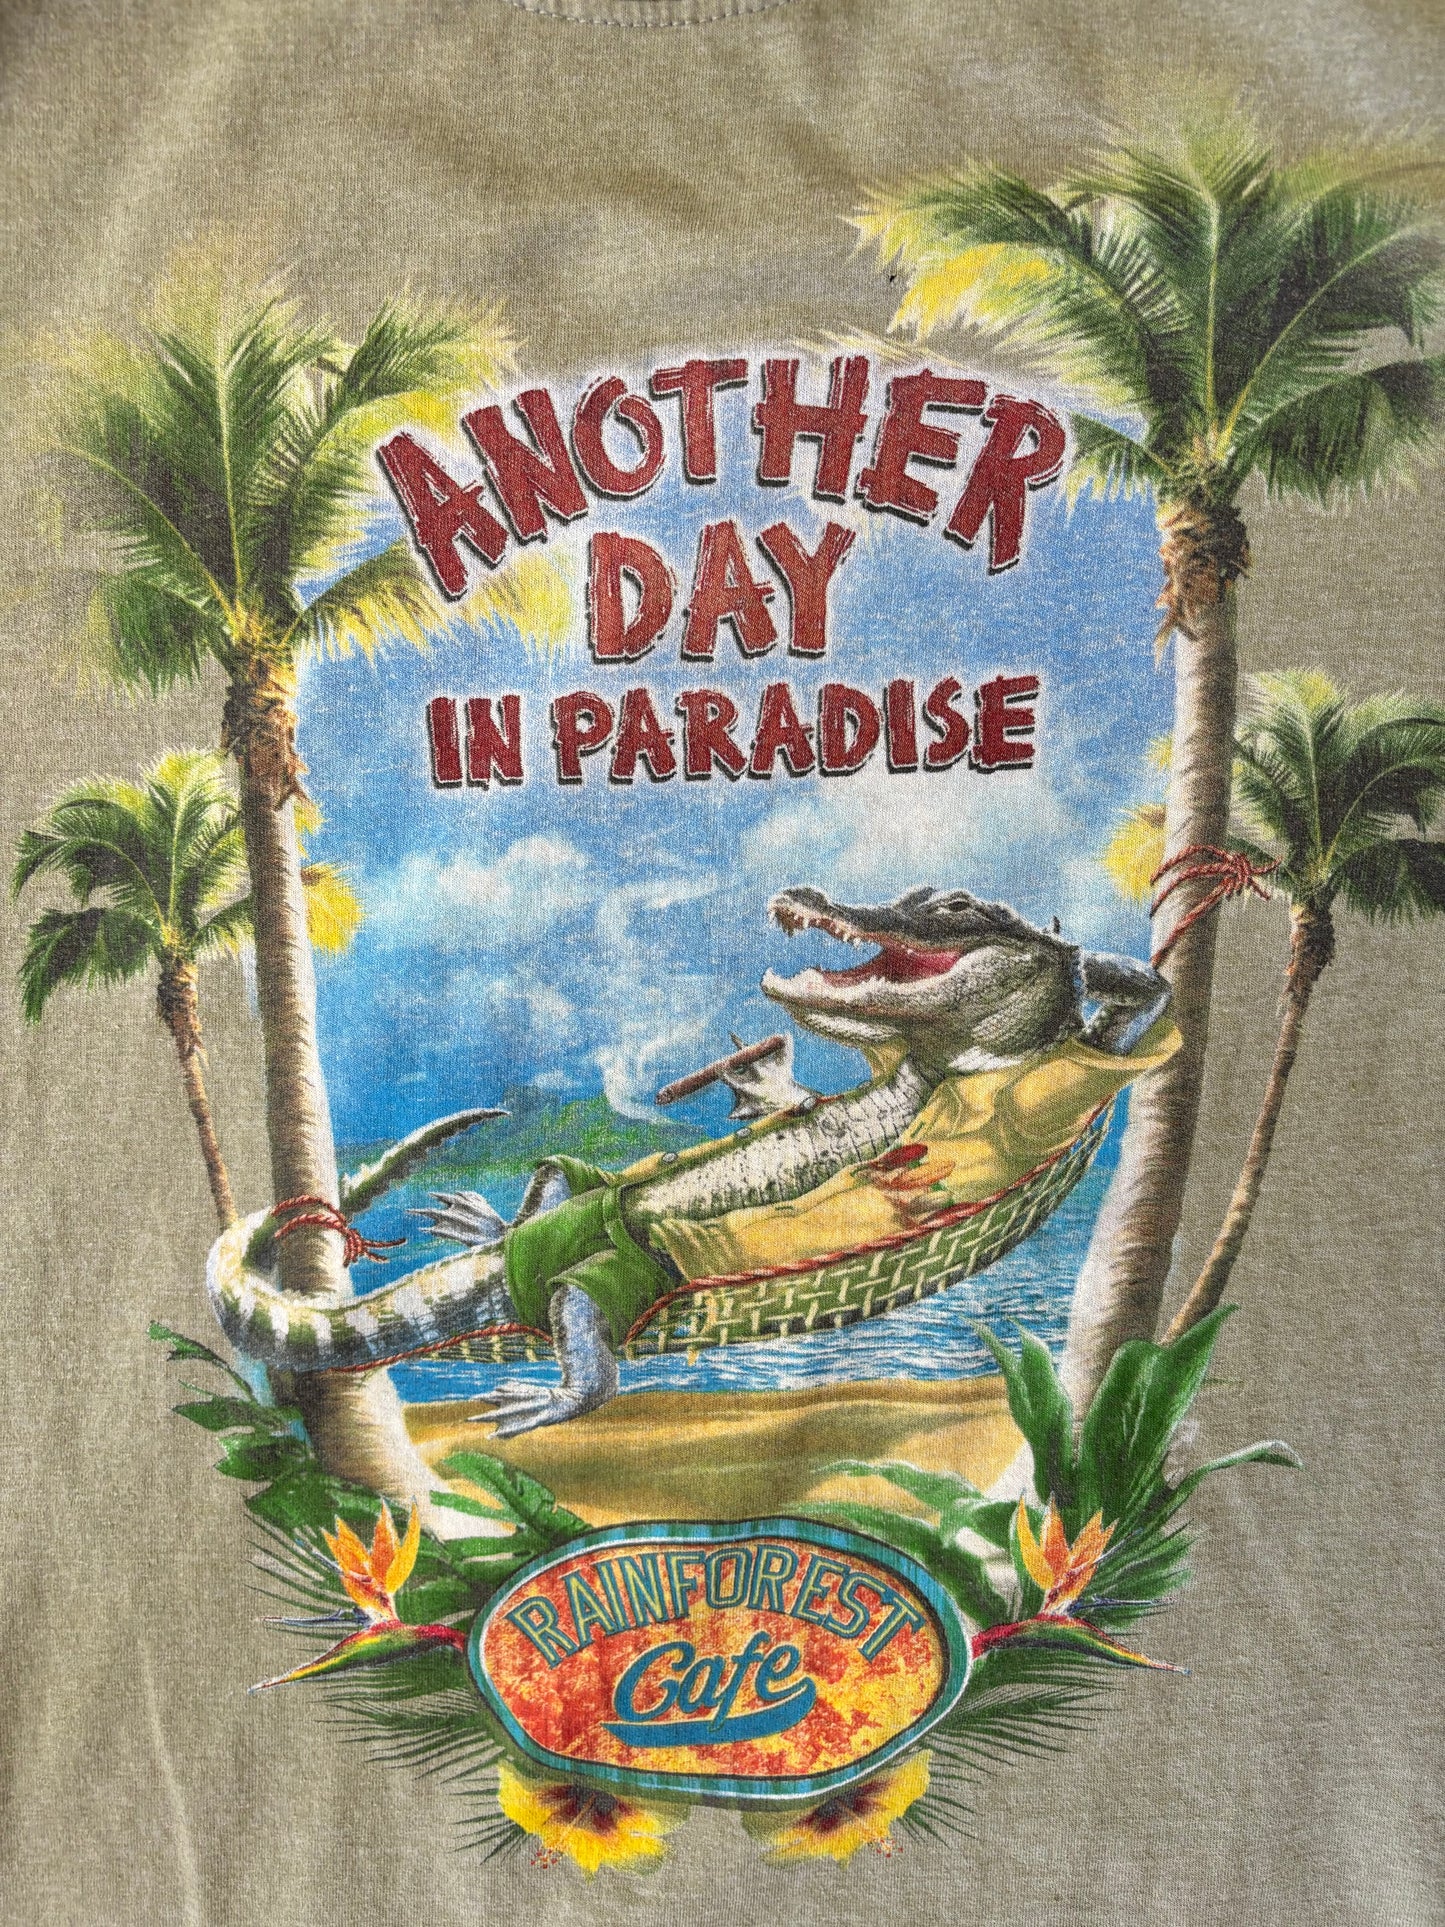 ANOTHER
DAY
IN PARADISE
RAINFOREST
Cafe